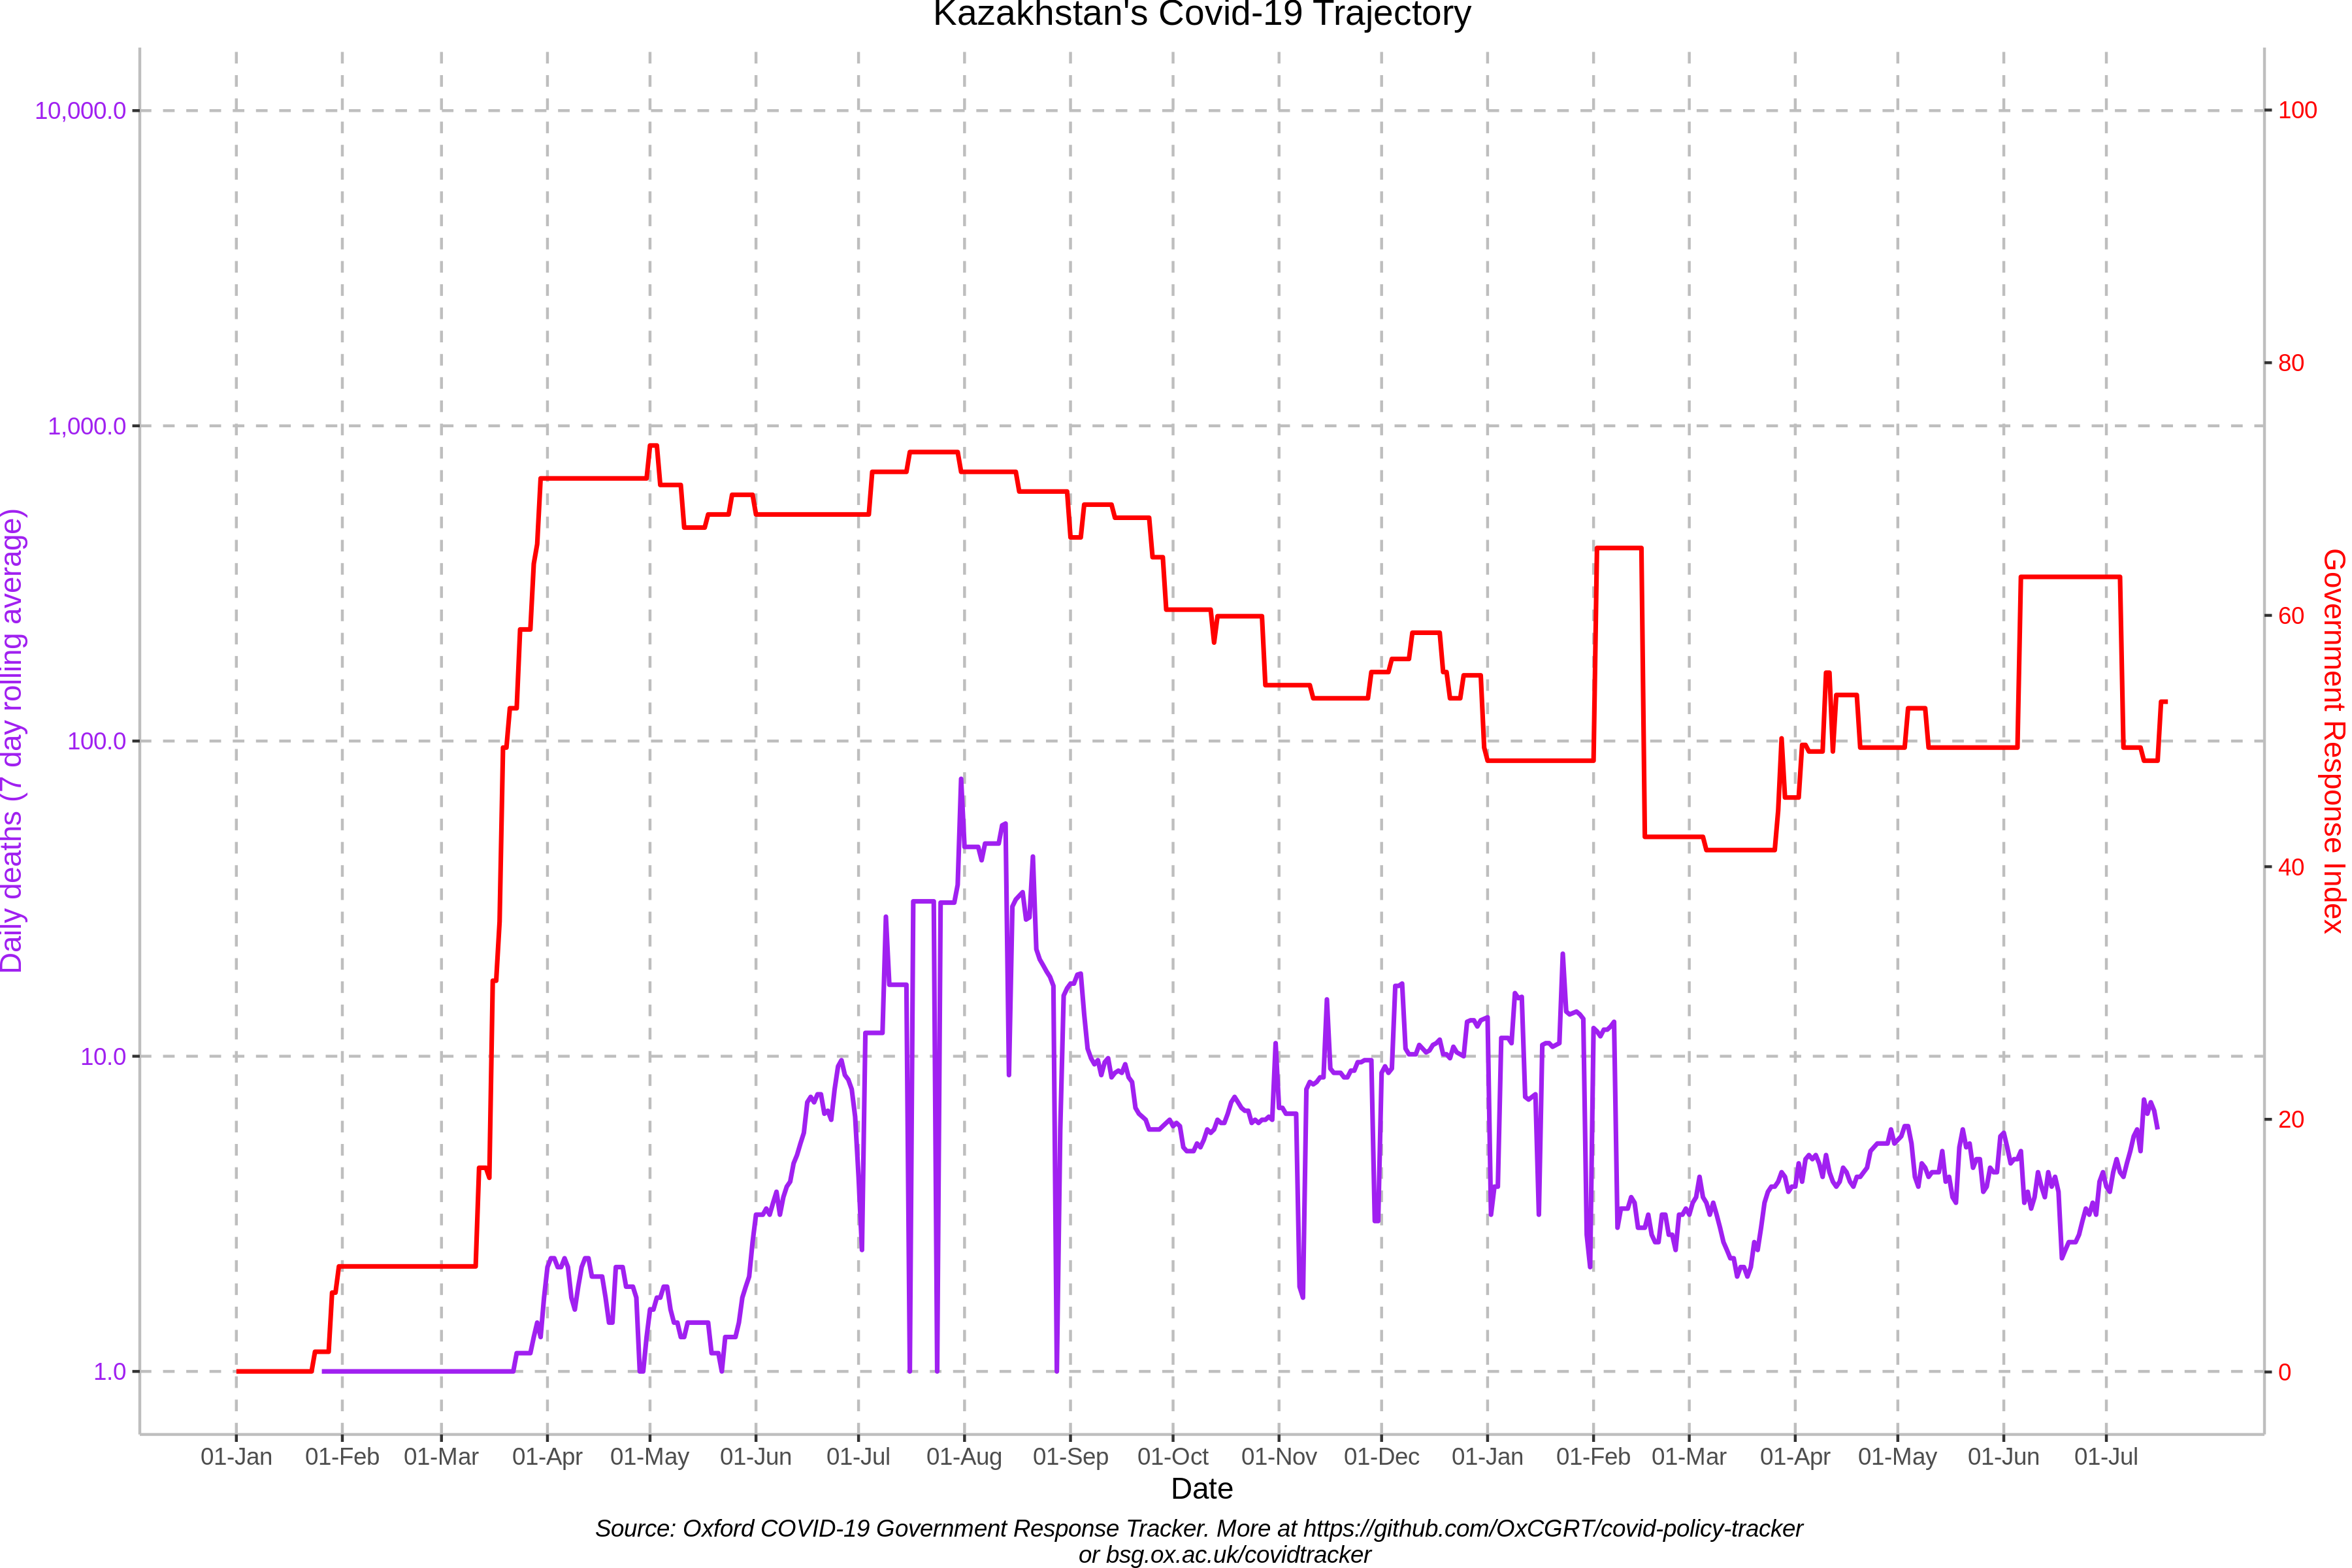 Kazakhstan's Covid-19 Trajectory
10,000.0
1,000.0
100.0
10.0
1.0
Daily deaths (7 day rolling average)
100
80
60
40
20
0
Government Response Index
01-Jan 01-Feb 01-Mar 01-Apr 01-May 01-Jun 01-Jul 01-Aug 01-Sep 01-Oct 01-Nov 01-Dec 01-Jan 01-Feb 01-Mar 01-Apr 01-May 01-Jun 01-Jul
Date
Source: Oxford COVID-19 Government Response Tracker. More at https://github.com/OxCGRT/covid-policy-tracker
or bsg.ox.ac.uk/covidtracker